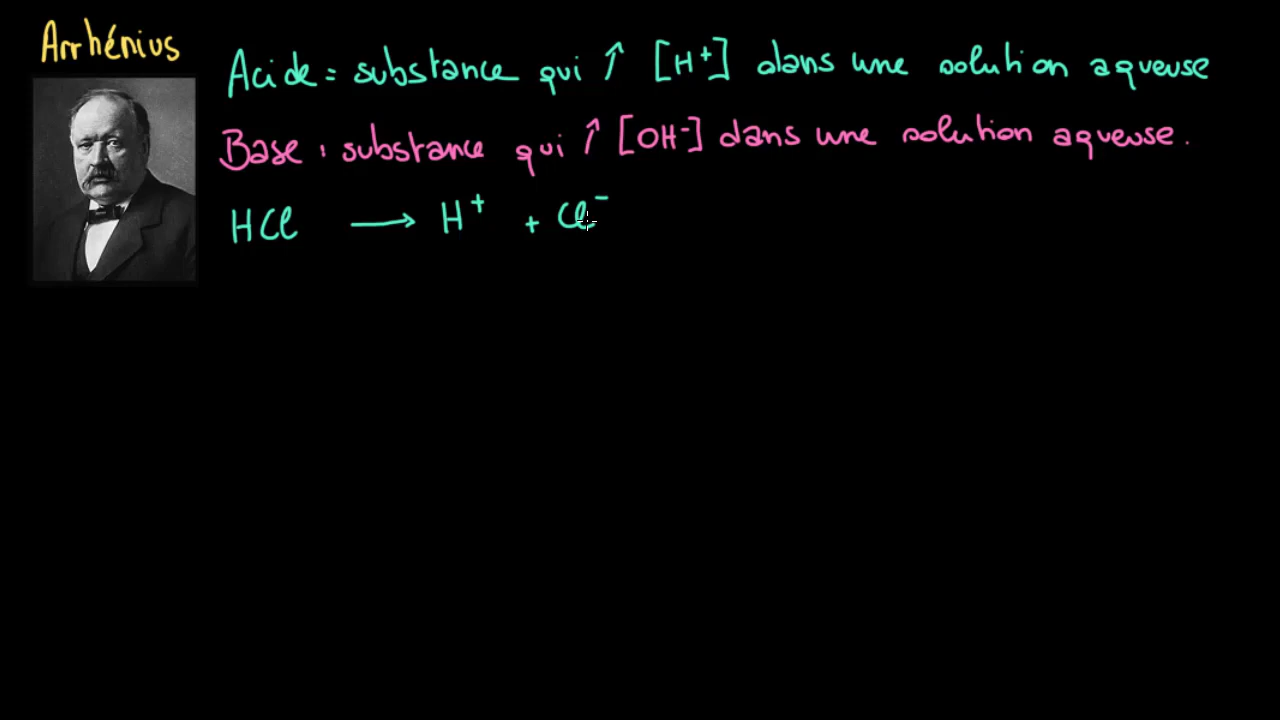 Arrhénius
Acide = substance qui ↑ [H⁺] dans une solution aqueuse
Base : substance qui ↑ [OH⁻] dans une solution aqueuse.
HCl ⟶ H⁺ + Cl⁻